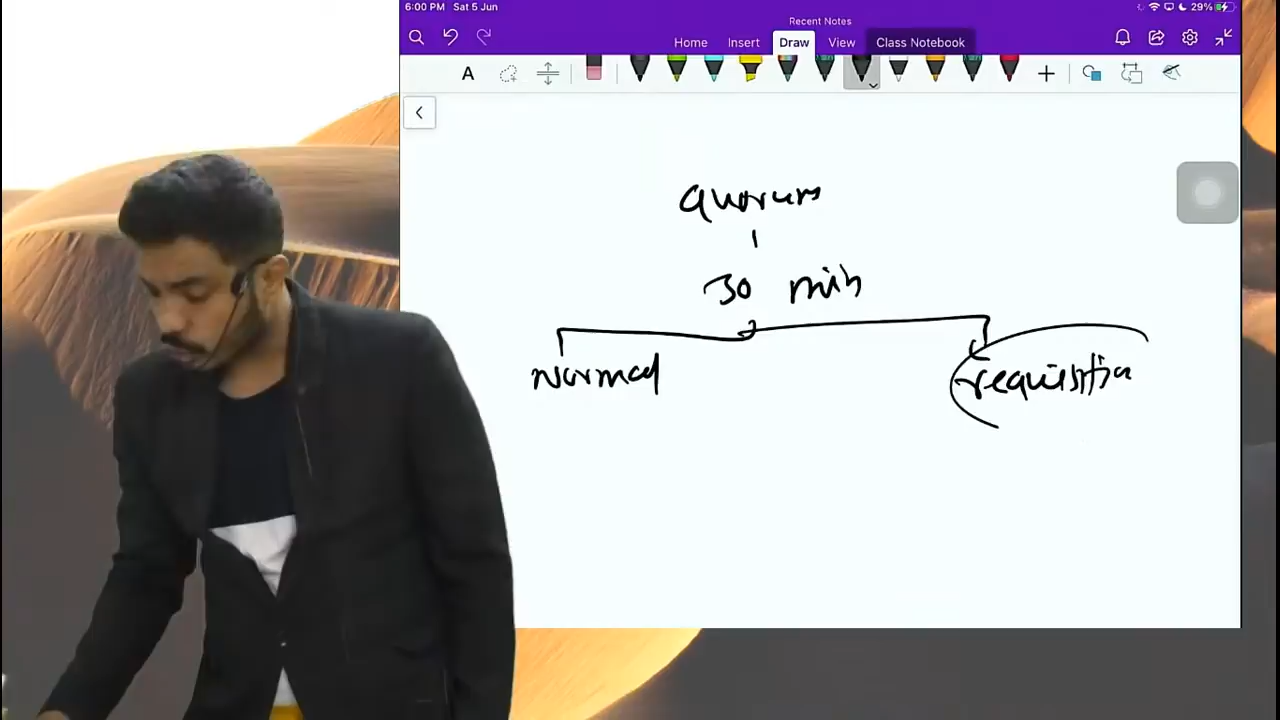 6:00 PM Sat 5 Jun
29%
Recent Notes
Home Insert Draw View Class Notebook
A
Quorum
30 min
Normal requisition